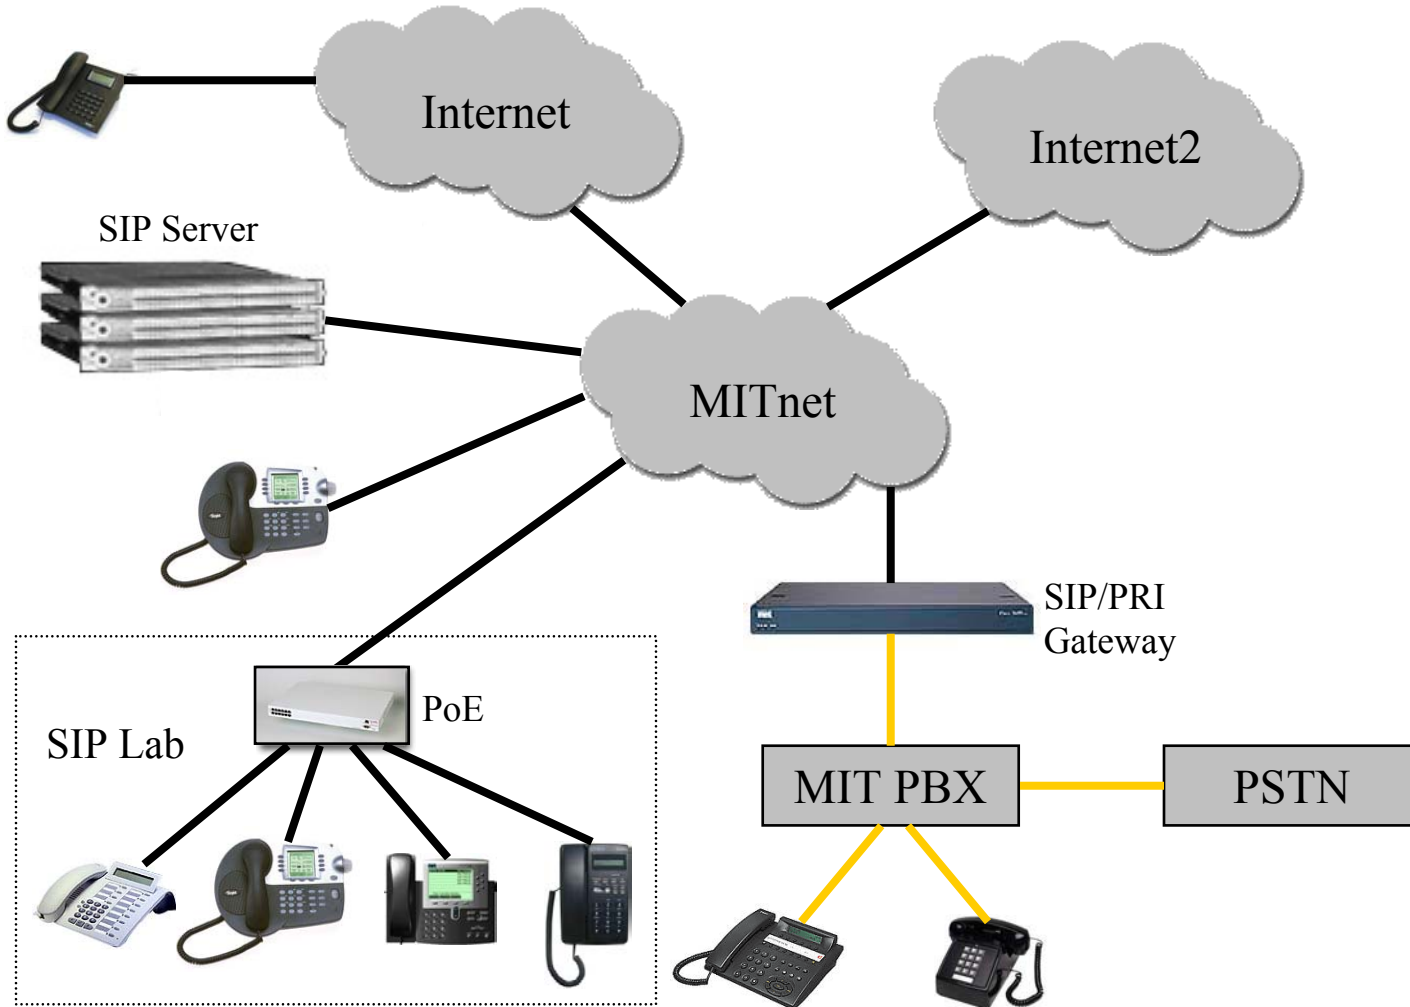 Internet
Internet2
SIP Server
MITnet
SIP/PRI
Gateway
PoE
SIP Lab
MIT PBX
PSTN